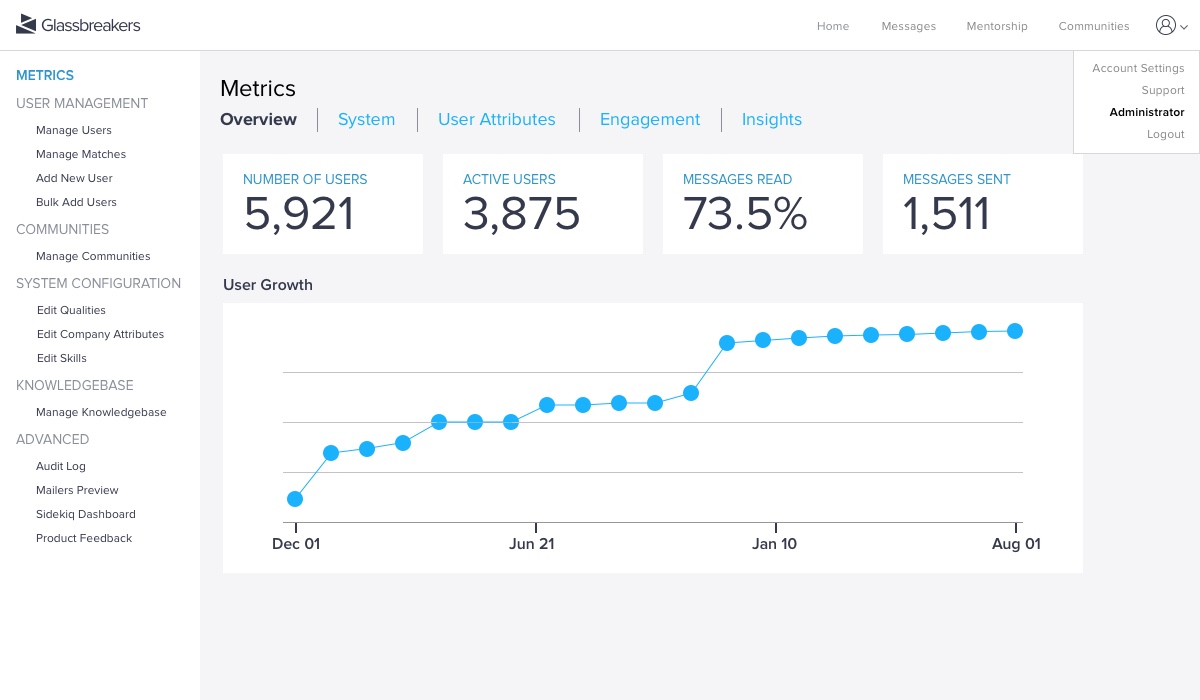 Glassbreakers
Home Messages Mentorship Communities
Account Settings
Support
Administrator
Logout
METRICS
USER MANAGEMENT
Manage Users
Manage Matches
Add New User
Bulk Add Users
COMMUNITIES
Manage Communities
SYSTEM CONFIGURATION
Edit Qualities
Edit Company Attributes
Edit Skills
KNOWLEDGEBASE
Manage Knowledgebase
ADVANCED
Audit Log
Mailers Preview
Sidekiq Dashboard
Product Feedback
Metrics
Overview System User Attributes Engagement Insights
NUMBER OF USERS
5,921
ACTIVE USERS
3,875
MESSAGES READ
73.5%
MESSAGES SENT
1,511
User Growth
Dec 01 Jun 21 Jan 10 Aug 01